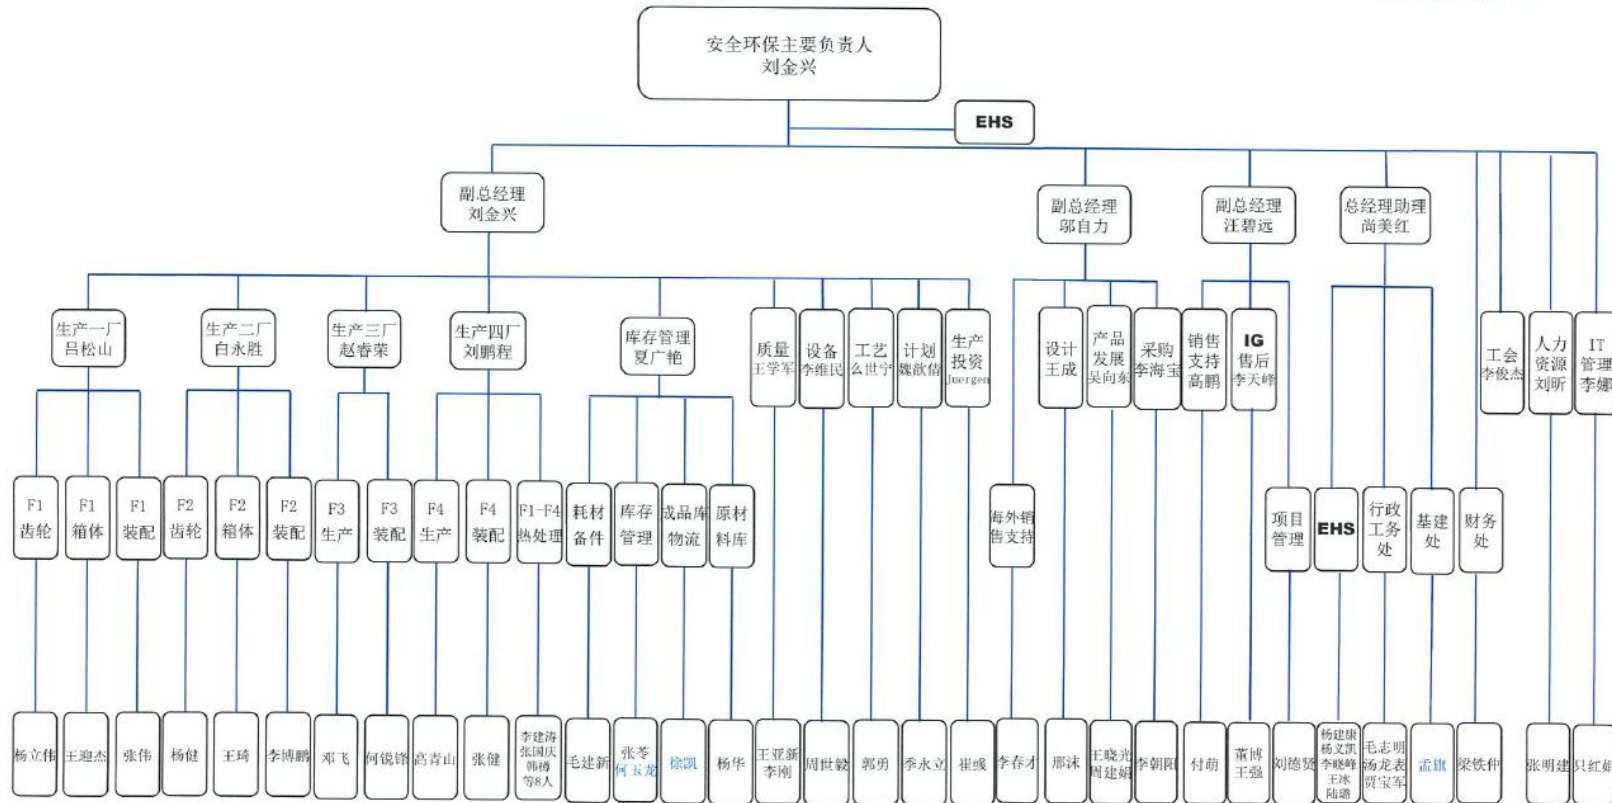 安全环保主要负责人
刘金兴
EHS
副总经理
刘金兴
副总经理
邬自力
副总经理
汪碧远
总经理助理
尚美红
生产一厂
吕松山
生产二厂
白永胜
生产三厂
赵睿荣
生产四厂
刘鹏程
库存管理
夏广艳
质量
王学军
设备
李维民
工艺
么世宁
计划
魏歆倩
生产
投资
Juergen
设计
王成
产品
发展
吴向东
采购
李海宝
销售
支持
高鹏
IG
售后
李天峰
工会
李俊杰
人力
资源
刘昕
IT
管理
李娜
F1
齿轮
F1
箱体
F1
装配
F2
齿轮
F2
箱体
F2
装配
F3
生产
F3
装配
F4
生产
F4
装配
F1-F4
热处理
耗材
备件
库存
管理
成品库
物流
原材
料库
海外销
售支持
项目
管理
EHS
行政
工务
处
基建
处
财务
处
杨立伟
王迎杰
张伟
杨健
王琦
李博鹏
邓飞
何锐锋
高青山
张健
李建涛
张国庆
韩樽
等8人
毛建新
张苓
何玉龙
徐凯
杨华
王亚新
李刚
周世毅
郭勇
季永立
崔彧
李春才
邢沫
王晓光
周建娟
李朝阳
付萌
董博
王强
刘德贤
杨建康
杨义凯
李晓峰
王冰
陆璐
毛志明
汤龙表
贾宝军
孟旗
梁铁仲
张明建
只红娟